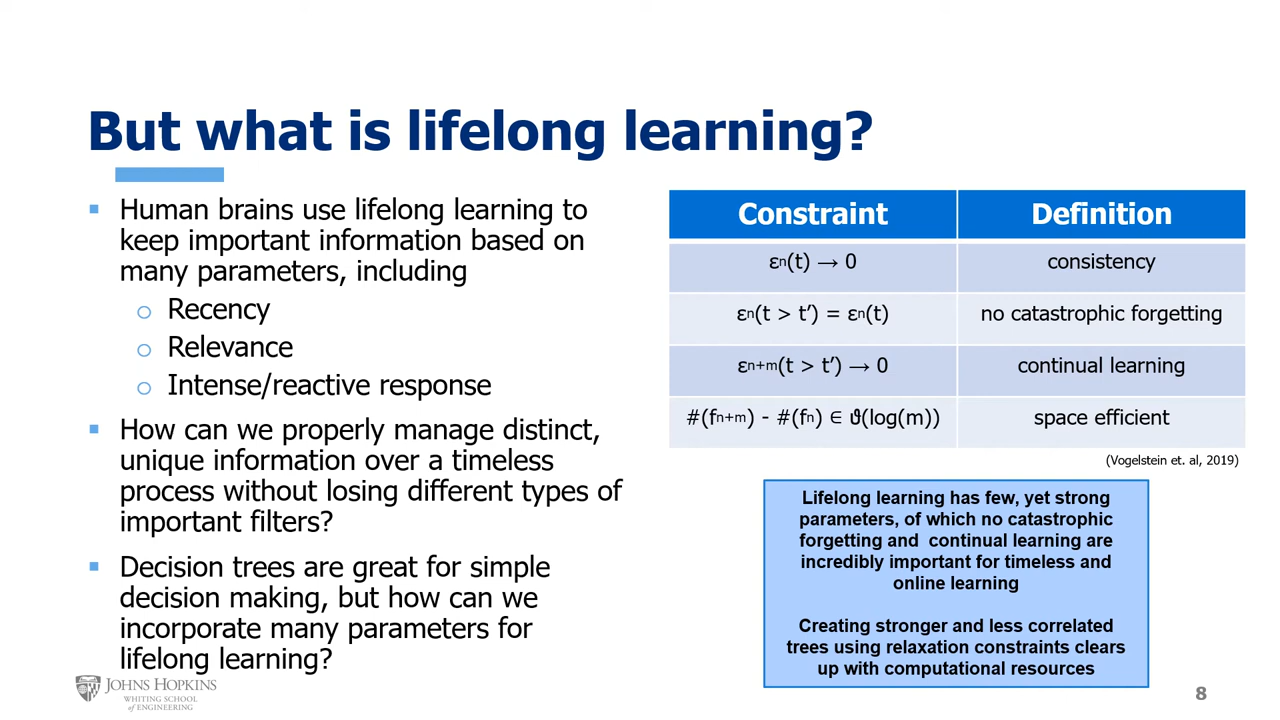 But what is lifelong learning?
▪ Human brains use lifelong learning to
keep important information based on
many parameters, including
o Recency
o Relevance
o Intense/reactive response
▪ How can we properly manage distinct,
unique information over a timeless
process without losing different types of
important filters?
▪ Decision trees are great for simple
decision making, but how can we
incorporate many parameters for
lifelong learning?
Constraint Definition
εn(t) → 0 consistency
εn(t > t’) = εn(t) no catastrophic forgetting
εn+m(t > t’) → 0 continual learning
#(fn+m) - #(fn) ∈ ϑ(log(m)) space efficient
(Vogelstein et. al, 2019)
Lifelong learning has few, yet strong
parameters, of which no catastrophic
forgetting and continual learning are
incredibly important for timeless and
online learning
Creating stronger and less correlated
trees using relaxation constraints clears
up with computational resources
JOHNS HOPKINS
WHITING SCHOOL
of ENGINEERING
8